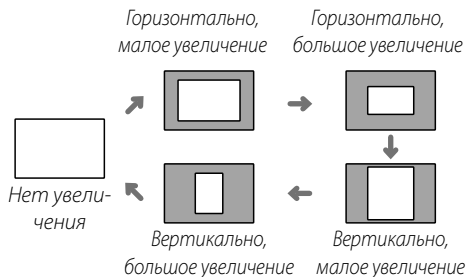 Горизонтально,
малое увеличение
Горизонтально,
большое увеличение
Нет увели-
чения
Вертикально,
большое увеличение
Вертикально,
малое увеличение